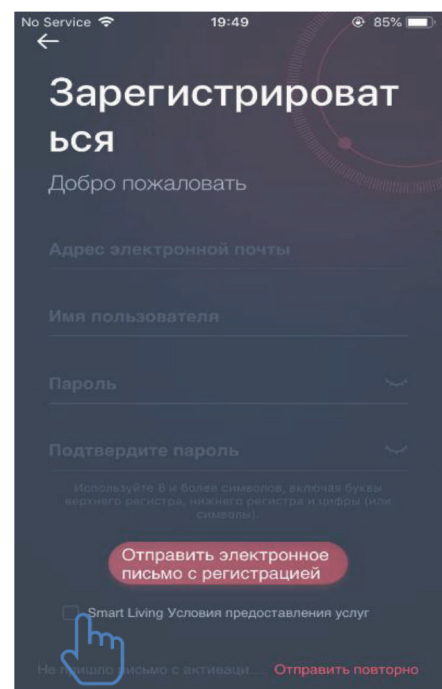 No Service 19:49 85%
Зарегистрироват
ься
Добро пожаловать
Адрес электронной почты
Имя пользователя
Пароль
Подтвердите пароль
Используйте 8 и более символов, включая буквы
верхнего регистра, нижнего регистра и цифры (или
символы).
Отправить электронное
письмо с регистрацией
Smart Living Условия предоставления услуг
Не пришло письмо с активаци Отправить повторно